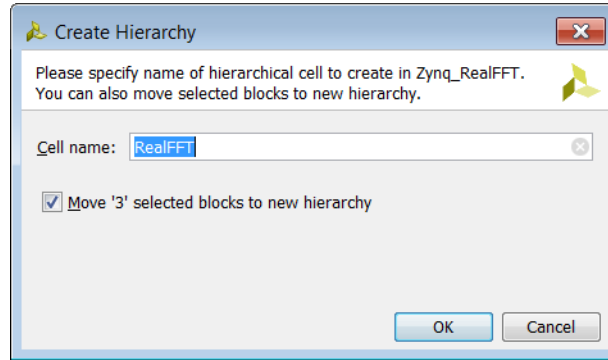 Create Hierarchy
Please specify name of hierarchical cell to create in Zynq_RealFFT.
You can also move selected blocks to new hierarchy.
Cell name: RealFFT
Move '3' selected blocks to new hierarchy
OK Cancel